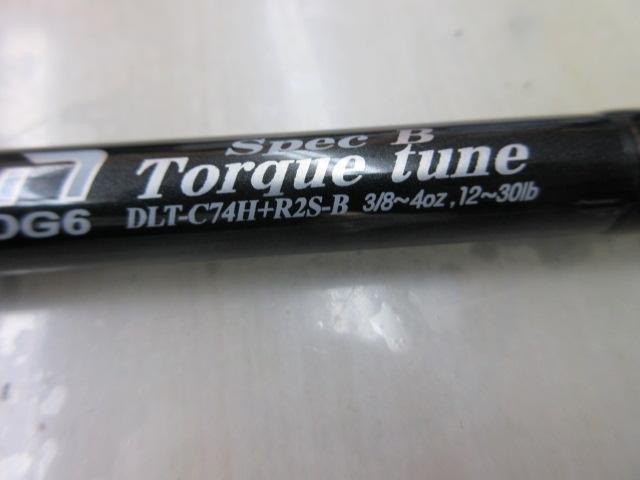 Spec B
Torque tune
DG6 DLT-C74H+R2S-B 3/8~4oz, 12~30lb